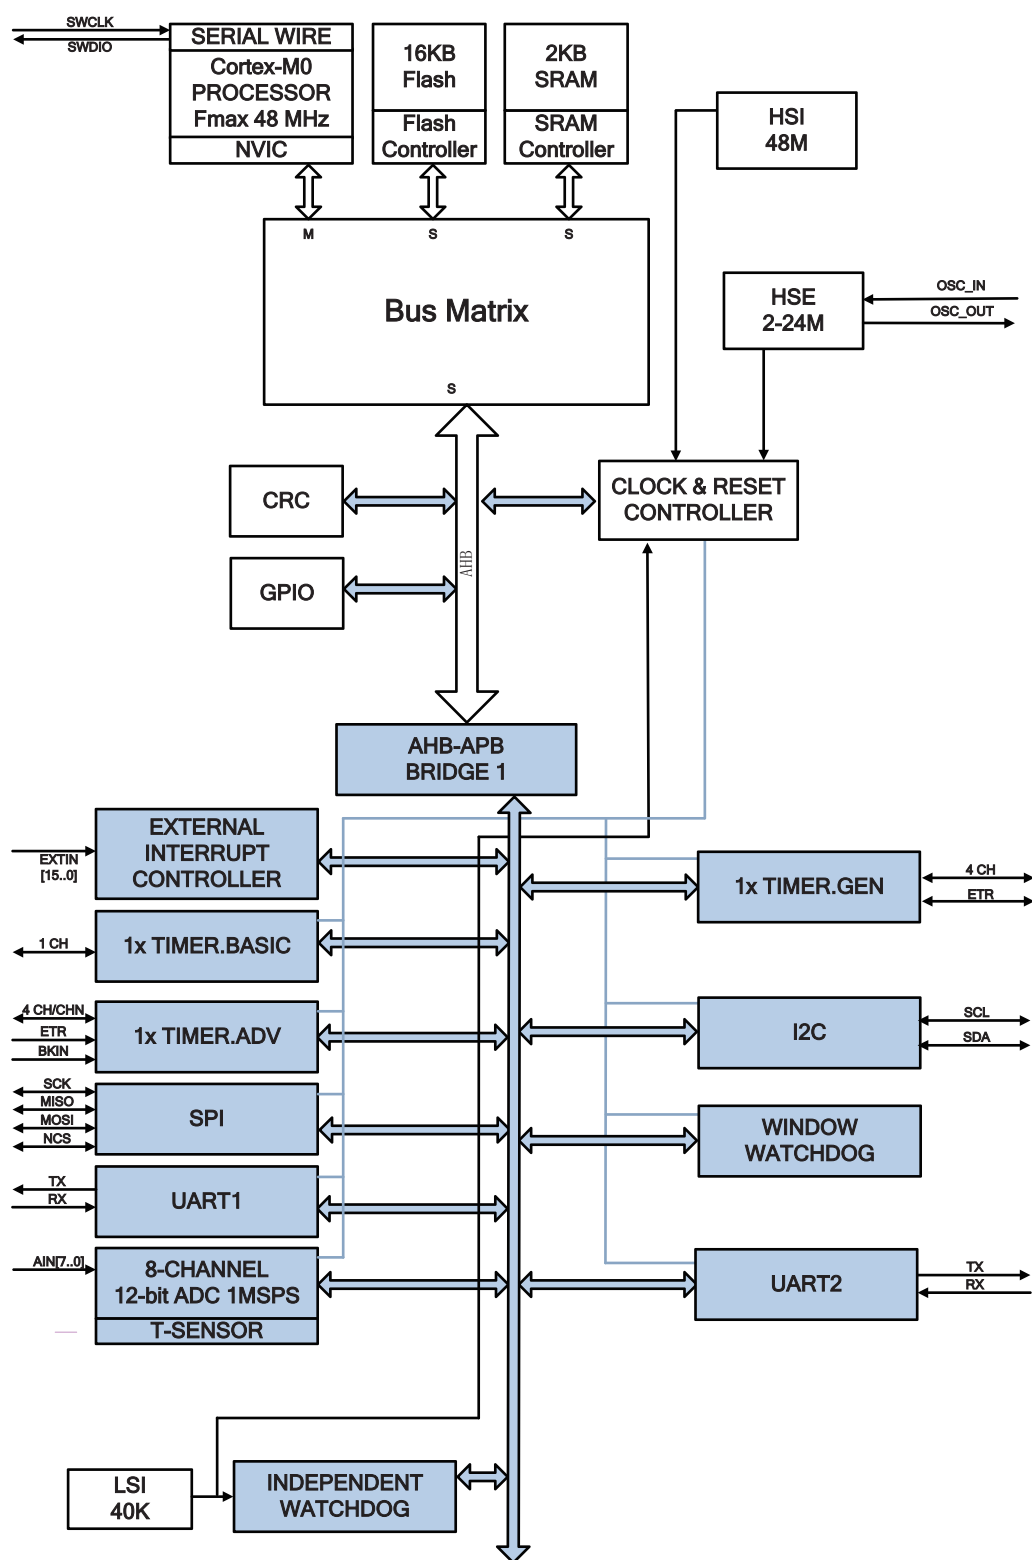 SWCLK
SWDIO
SERIAL WIRE
Cortex-M0
PROCESSOR
Fmax 48 MHz
NVIC
16KB
Flash
Flash
Controller
2KB
SRAM
SRAM
Controller
HSI
48M
M
S
S
Bus Matrix
S
HSE
2-24M
OSC_IN
OSC_OUT
CRC
GPIO
AHB
CLOCK & RESET
CONTROLLER
AHB-APB
BRIDGE 1
EXTIN
[15..0]
EXTERNAL
INTERRUPT
CONTROLLER
1x TIMER.GEN
4 CH
ETR
1 CH
1x TIMER.BASIC
4 CH/CHN
ETR
BKIN
1x TIMER.ADV
I2C
SCL
SDA
SCK
MISO
MOSI
NCS
SPI
WINDOW
WATCHDOG
TX
RX
UART1
AIN[7..0]
8-CHANNEL
12-bit ADC 1MSPS
T-SENSOR
UART2
TX
RX
LSI
40K
INDEPENDENT
WATCHDOG